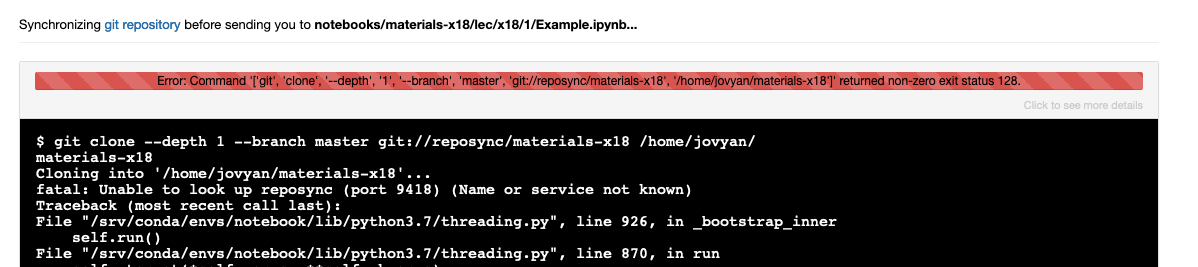 Synchronizing git repository before sending you to notebooks/materials-x18/lec/x18/1/Example.ipynb...
Error: Command '['git', 'clone', '--depth', '1', '--branch', 'master', 'git://reposync/materials-x18', '/home/jovyan/materials-x18']' returned non-zero exit status 128.
Click to see more details
$ git clone --depth 1 --branch master git://reposync/materials-x18 /home/jovyan/
materials-x18
Cloning into '/home/jovyan/materials-x18'...
fatal: Unable to look up reposync (port 9418) (Name or service not known)
Traceback (most recent call last):
File "/srv/conda/envs/notebook/lib/python3.7/threading.py", line 926, in _bootstrap_inner
self.run()
File "/srv/conda/envs/notebook/lib/python3.7/threading.py", line 870, in run